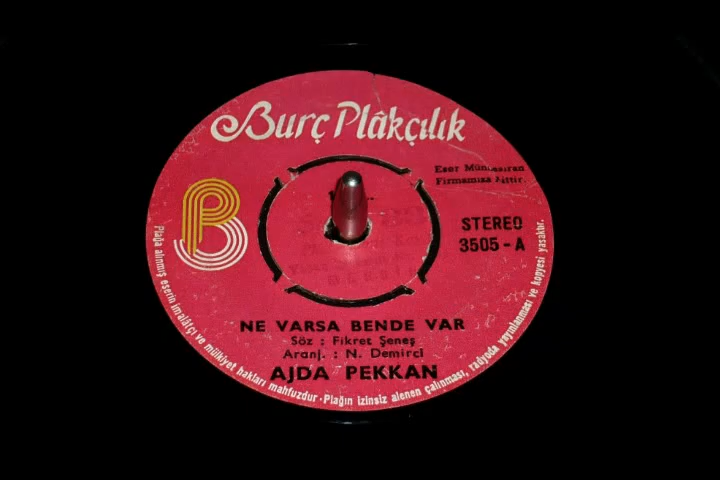 Burç Plâkçılık
Eser Münhasıran
Firmamıza Aittir.
B
STEREO
3505-A
NE VARSA BENDE VAR
Söz : Fikret Şeneş
Aranj. : N. Demirci
AJDA PEKKAN
Plağa alınmış eserin imalâtçı ve mülkiyet hakları mahfuzdur · Plağın izinsiz alenen çalınması, radyoda yayınlanması ve kopyesi yasaktır.